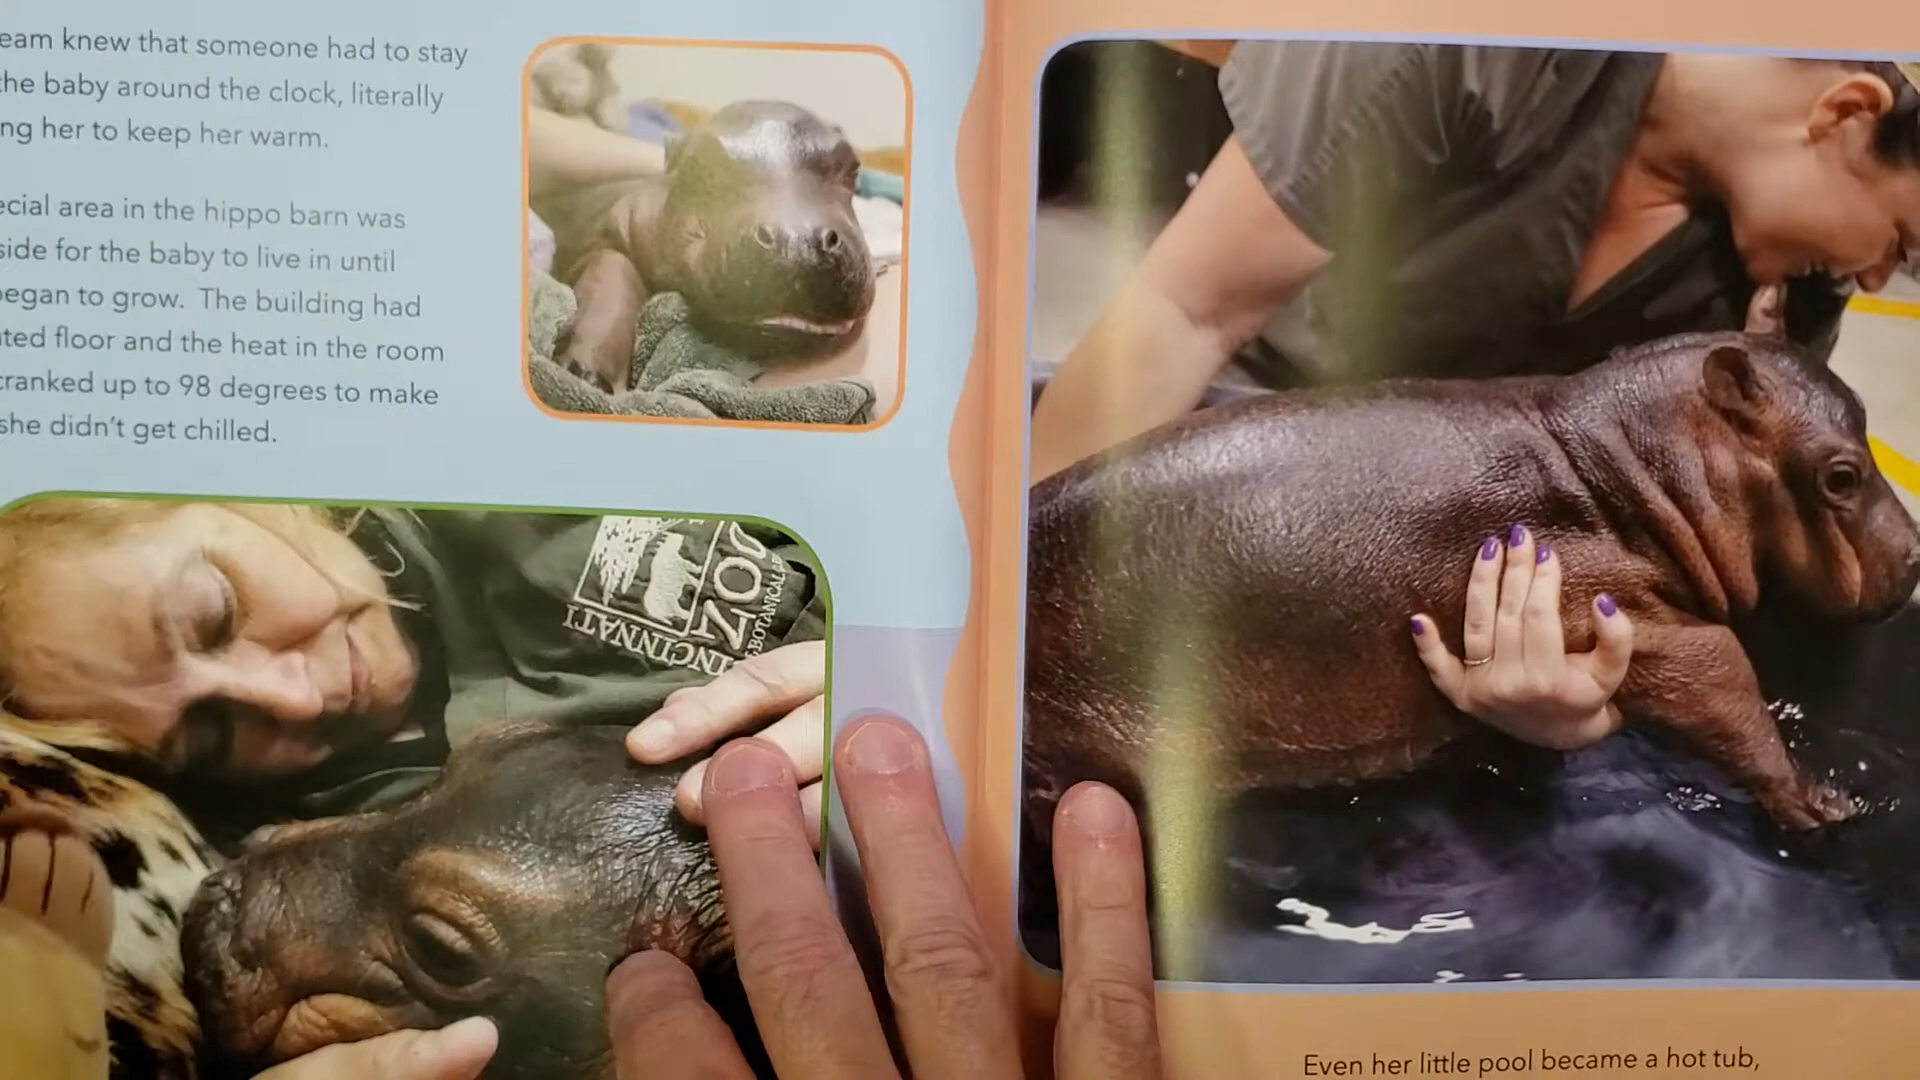 eam knew that someone had to stay
the baby around the clock, literally
ng her to keep her warm.
ecial area in the hippo barn was
side for the baby to live in until
began to grow. The building had
ted floor and the heat in the room
cranked up to 98 degrees to make
she didn't get chilled.
CINCINNATI
ZOO
& BOTANICAL
Even her little pool became a hot tub,